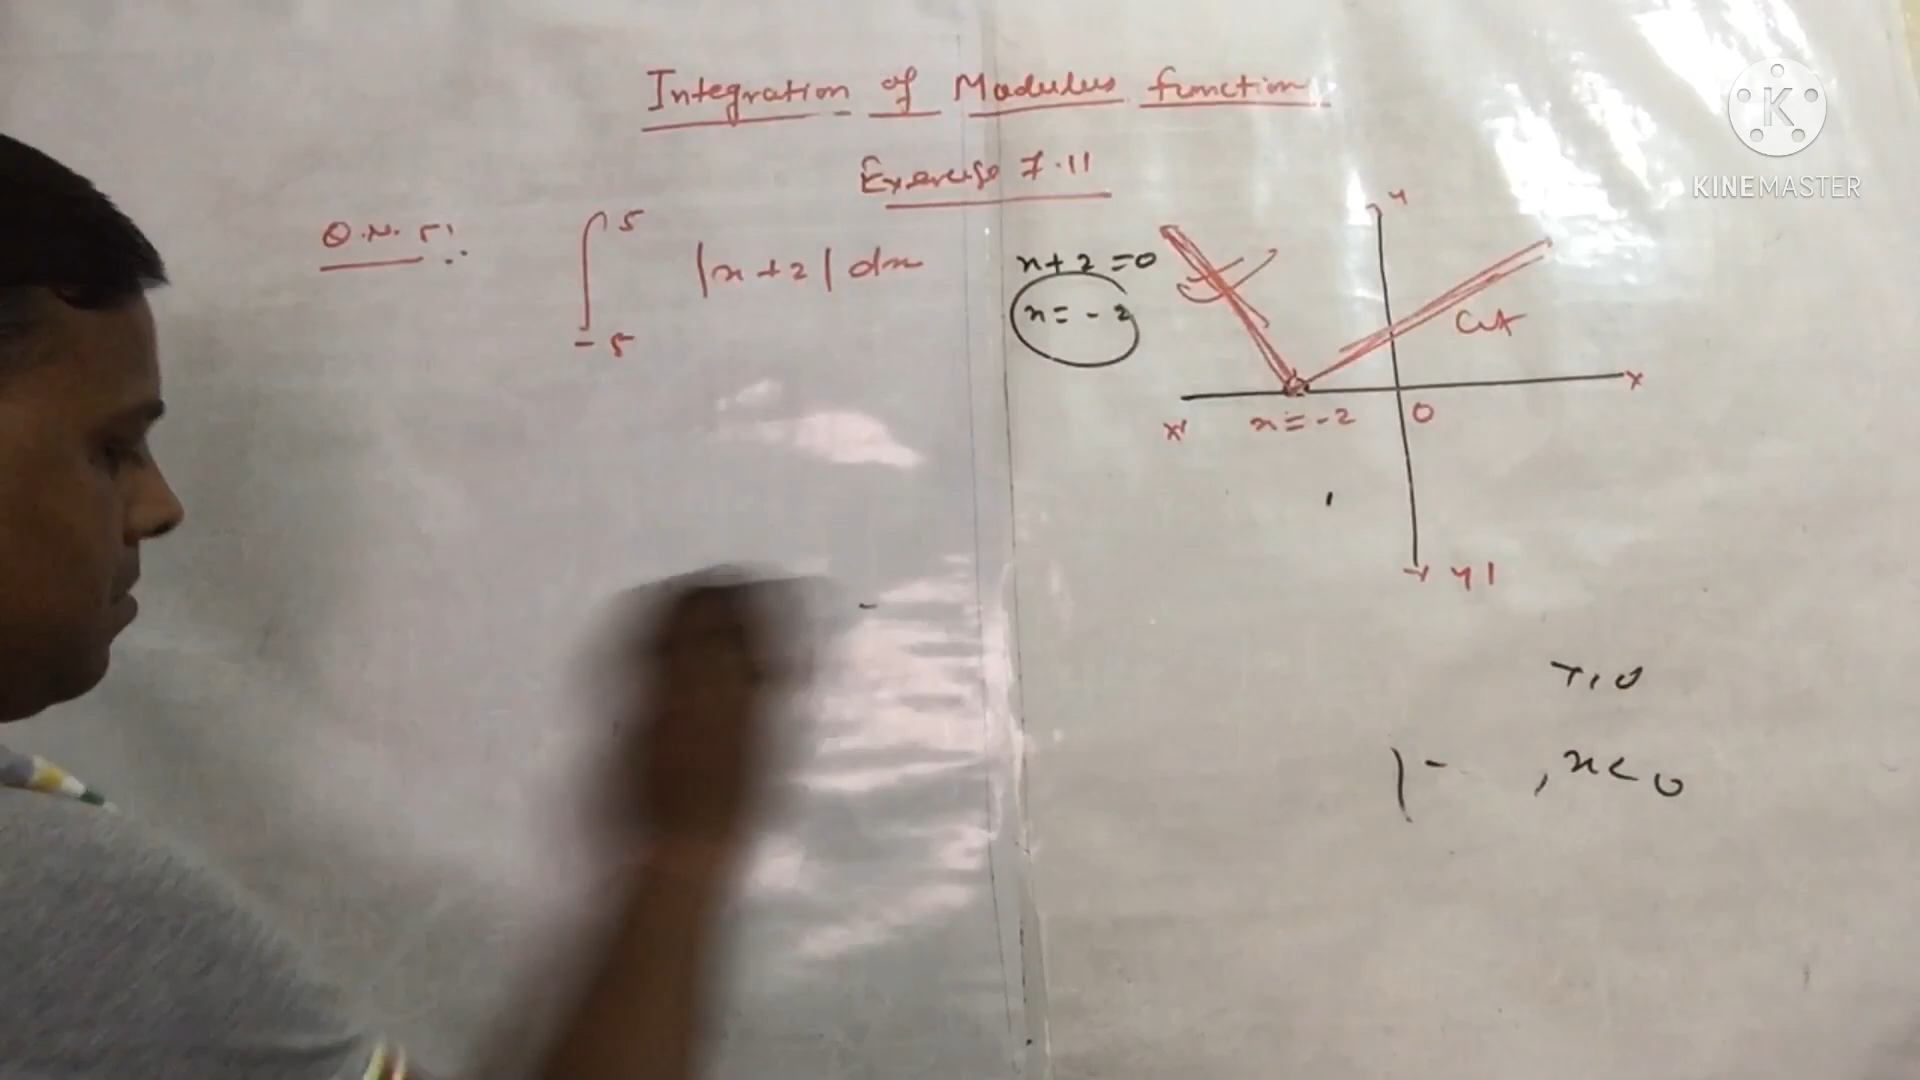 Integration of Modulus function
Exercise 7.11
Q.N. 5:
∫ 5 -5 |x+2| dx
x+2=0
x=-2
y
x
x' x=-2 0
y'
, x<0
K
KINEMASTER